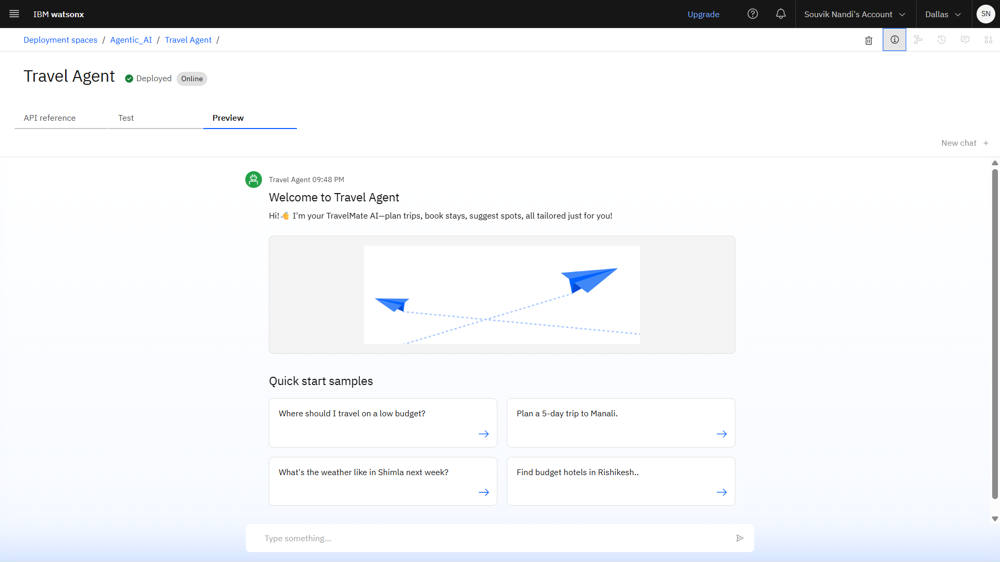 IBM watsonx
Upgrade
Souvik Nandi's Account
Dallas
SN
Deployment spaces / Agentic_AI / Travel Agent /
Travel Agent
Deployed
Online
API reference
Test
Preview
New chat +
Travel Agent 09:48 PM
Welcome to Travel Agent
Hi!👋 I'm your TravelMate AI—plan trips, book stays, suggest spots, all tailored just for you!
Quick start samples
Where should I travel on a low budget?
Plan a 5-day trip to Manali.
What's the weather like in Shimla next week?
Find budget hotels in Rishikesh..
Type something...